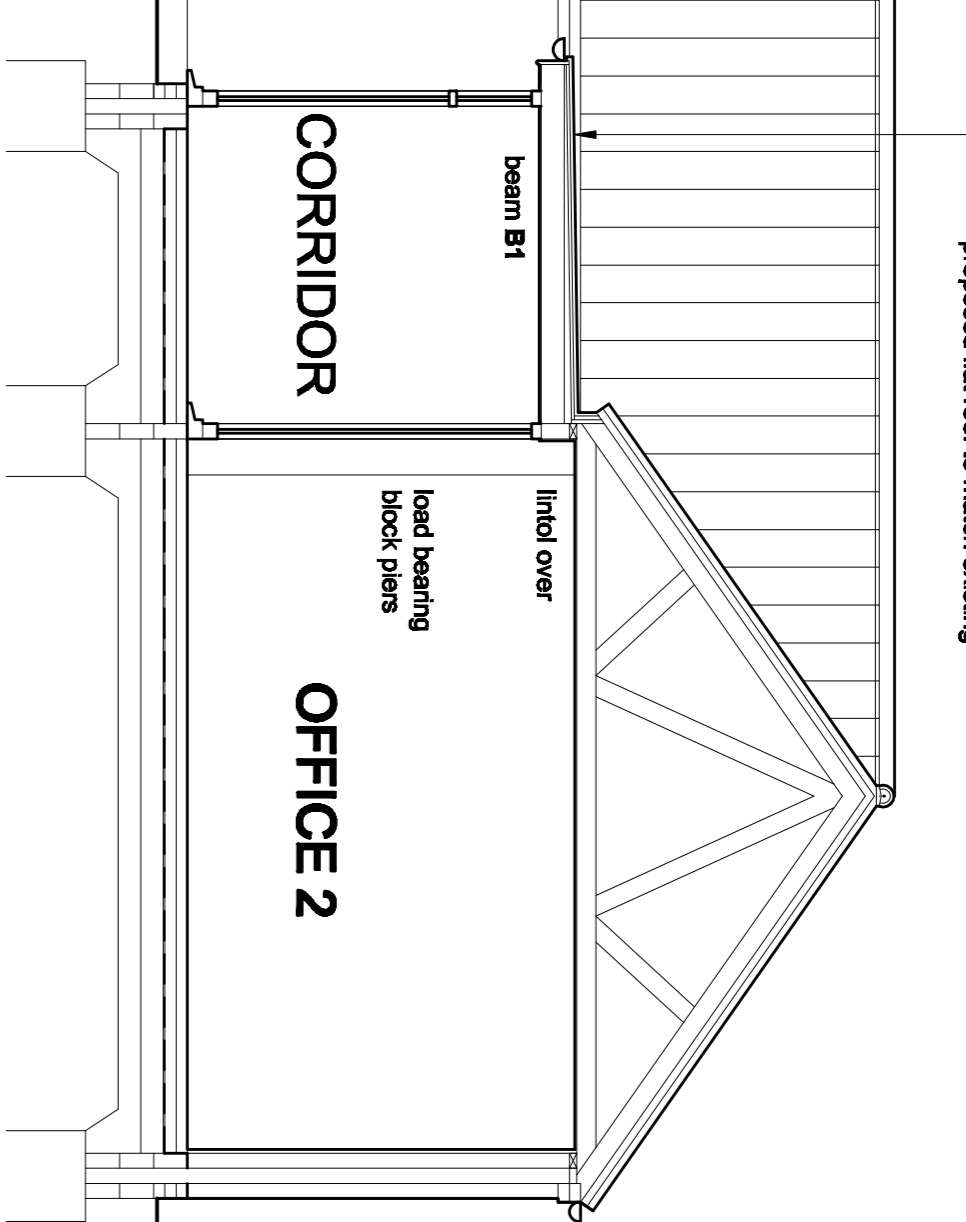 CORRIDOR
beam B1
lintol over
load bearing
block piers
OFFICE 2